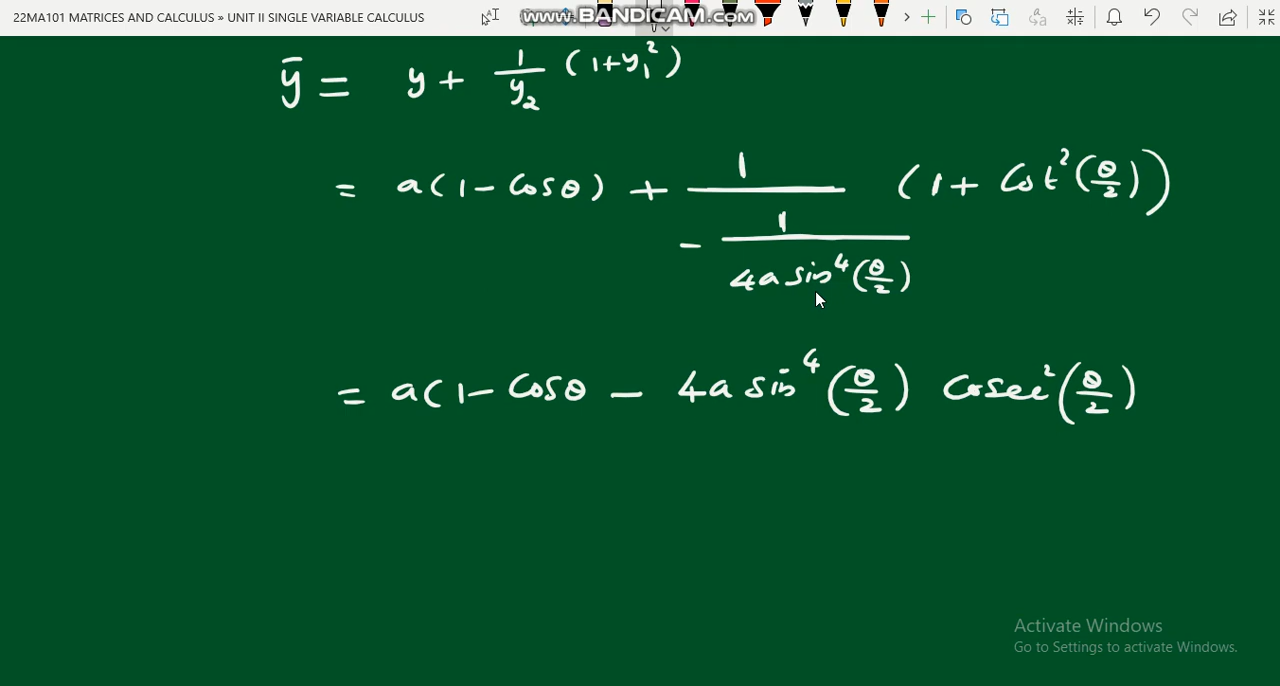 22MA101 MATRICES AND CALCULUS » UNIT II SINGLE VARIABLE CALCULUS
www.BANDICAM.com
ȳ = y + 1/y₂ (1+y₁²)
= a(1 - Cosθ) + 1/(- 1/(4a sin⁴(θ/2))) (1 + Cot²(θ/2))
= a(1 - Cosθ - 4a sin⁴(θ/2) Cosec²(θ/2)
Activate Windows
Go to Settings to activate Windows.